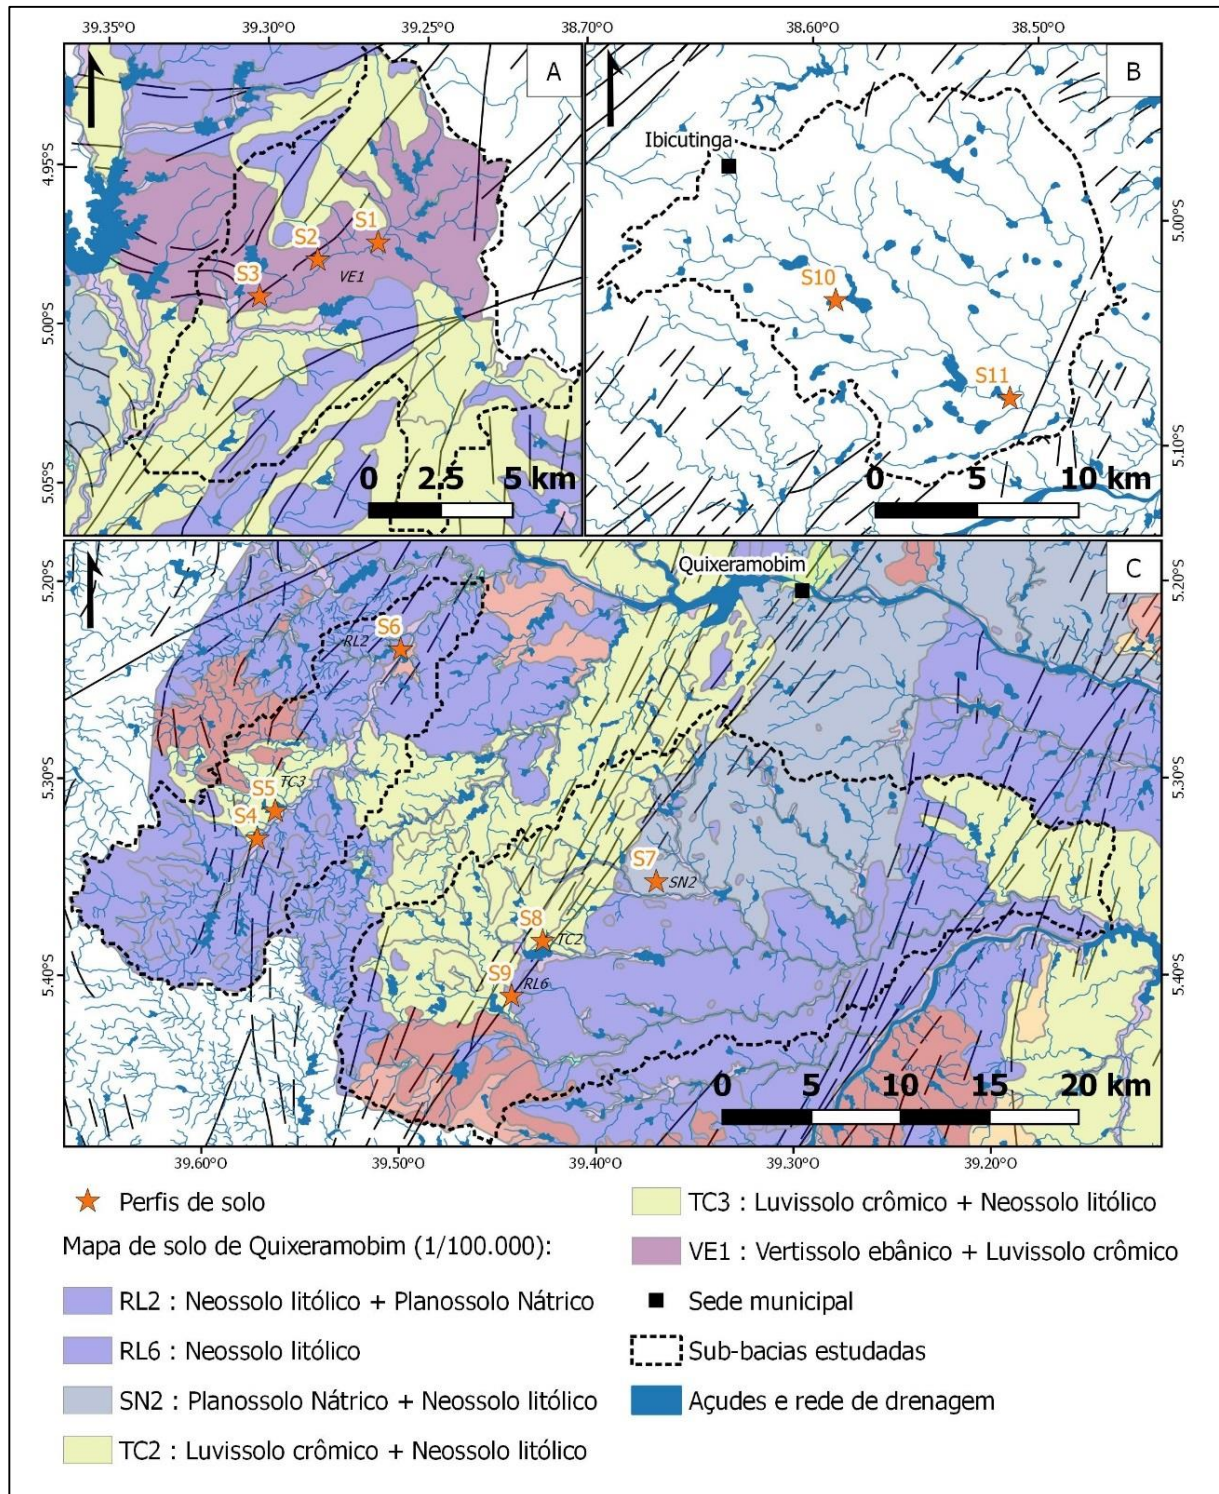 39.35°O 39.30°O 39.25°O 38.70°O 38.60°O 38.50°O
A
B
4.95°S
5.00°S
5.05°S
S1
S2
S3
VE1
0 2.5 5 km
Ibicutinga
S10
S11
5.00°S
5.10°S
0 5 10 km
C
Quixeramobim
5.20°S
5.30°S
5.40°S
RL2
S6
TC3
S5
S4
S7
SN2
S8
TC2
S9
RL6
5.20°S
5.30°S
5.40°S
0 5 10 15 20 km
39.60°O 39.50°O 39.40°O 39.30°O 39.20°O
Perfis de solo
Mapa de solo de Quixeramobim (1/100.000):
RL2 : Neossolo litólico + Planossolo Nátrico
RL6 : Neossolo litólico
SN2 : Planossolo Nátrico + Neossolo litólico
TC2 : Luvissolo crômico + Neossolo litólico
TC3 : Luvissolo crômico + Neossolo litólico
VE1 : Vertissolo ebânico + Luvissolo crômico
Sede municipal
Sub-bacias estudadas
Açudes e rede de drenagem